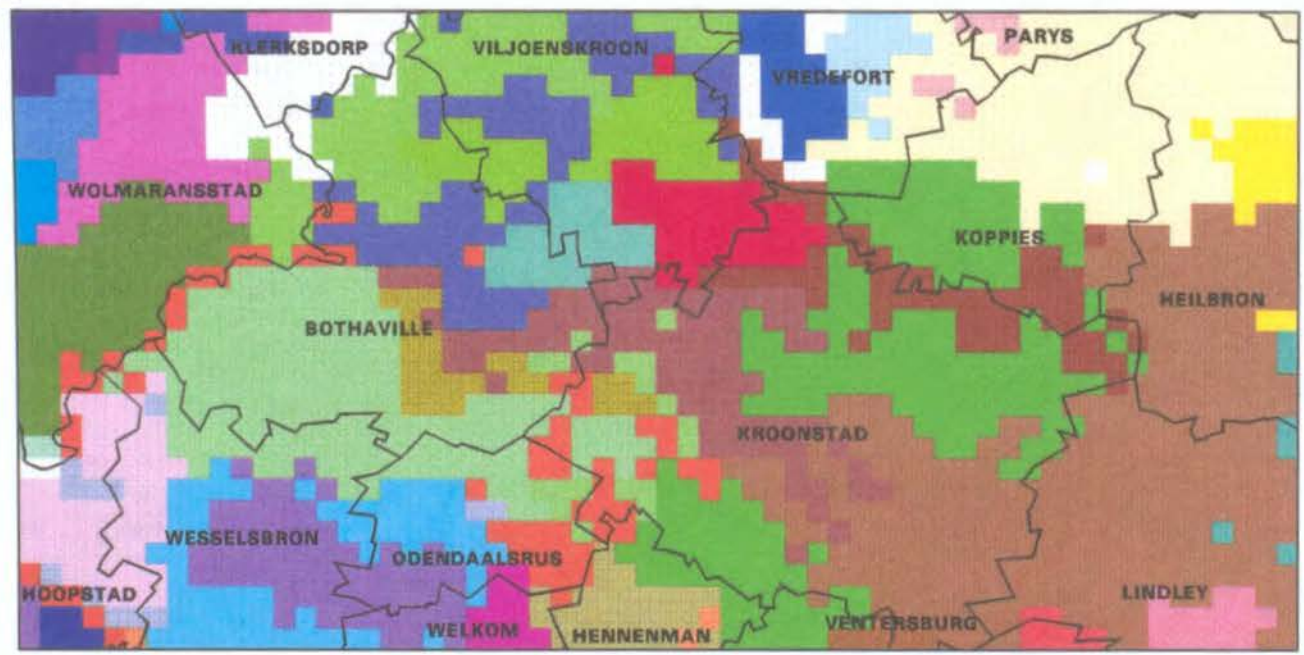 PARYS
KLERKSDORP
VILJOENSKROON
VREDEFORT
WOLMARANSSTAD
KOPPIES
HEILBRON
BOTHAVILLE
KROONSTAD
WESSELSBRON
ODENDAALSRUS
HOOPSTAD
LINDLEY
VENTERSBURG
WELKOM
HENNENMAN